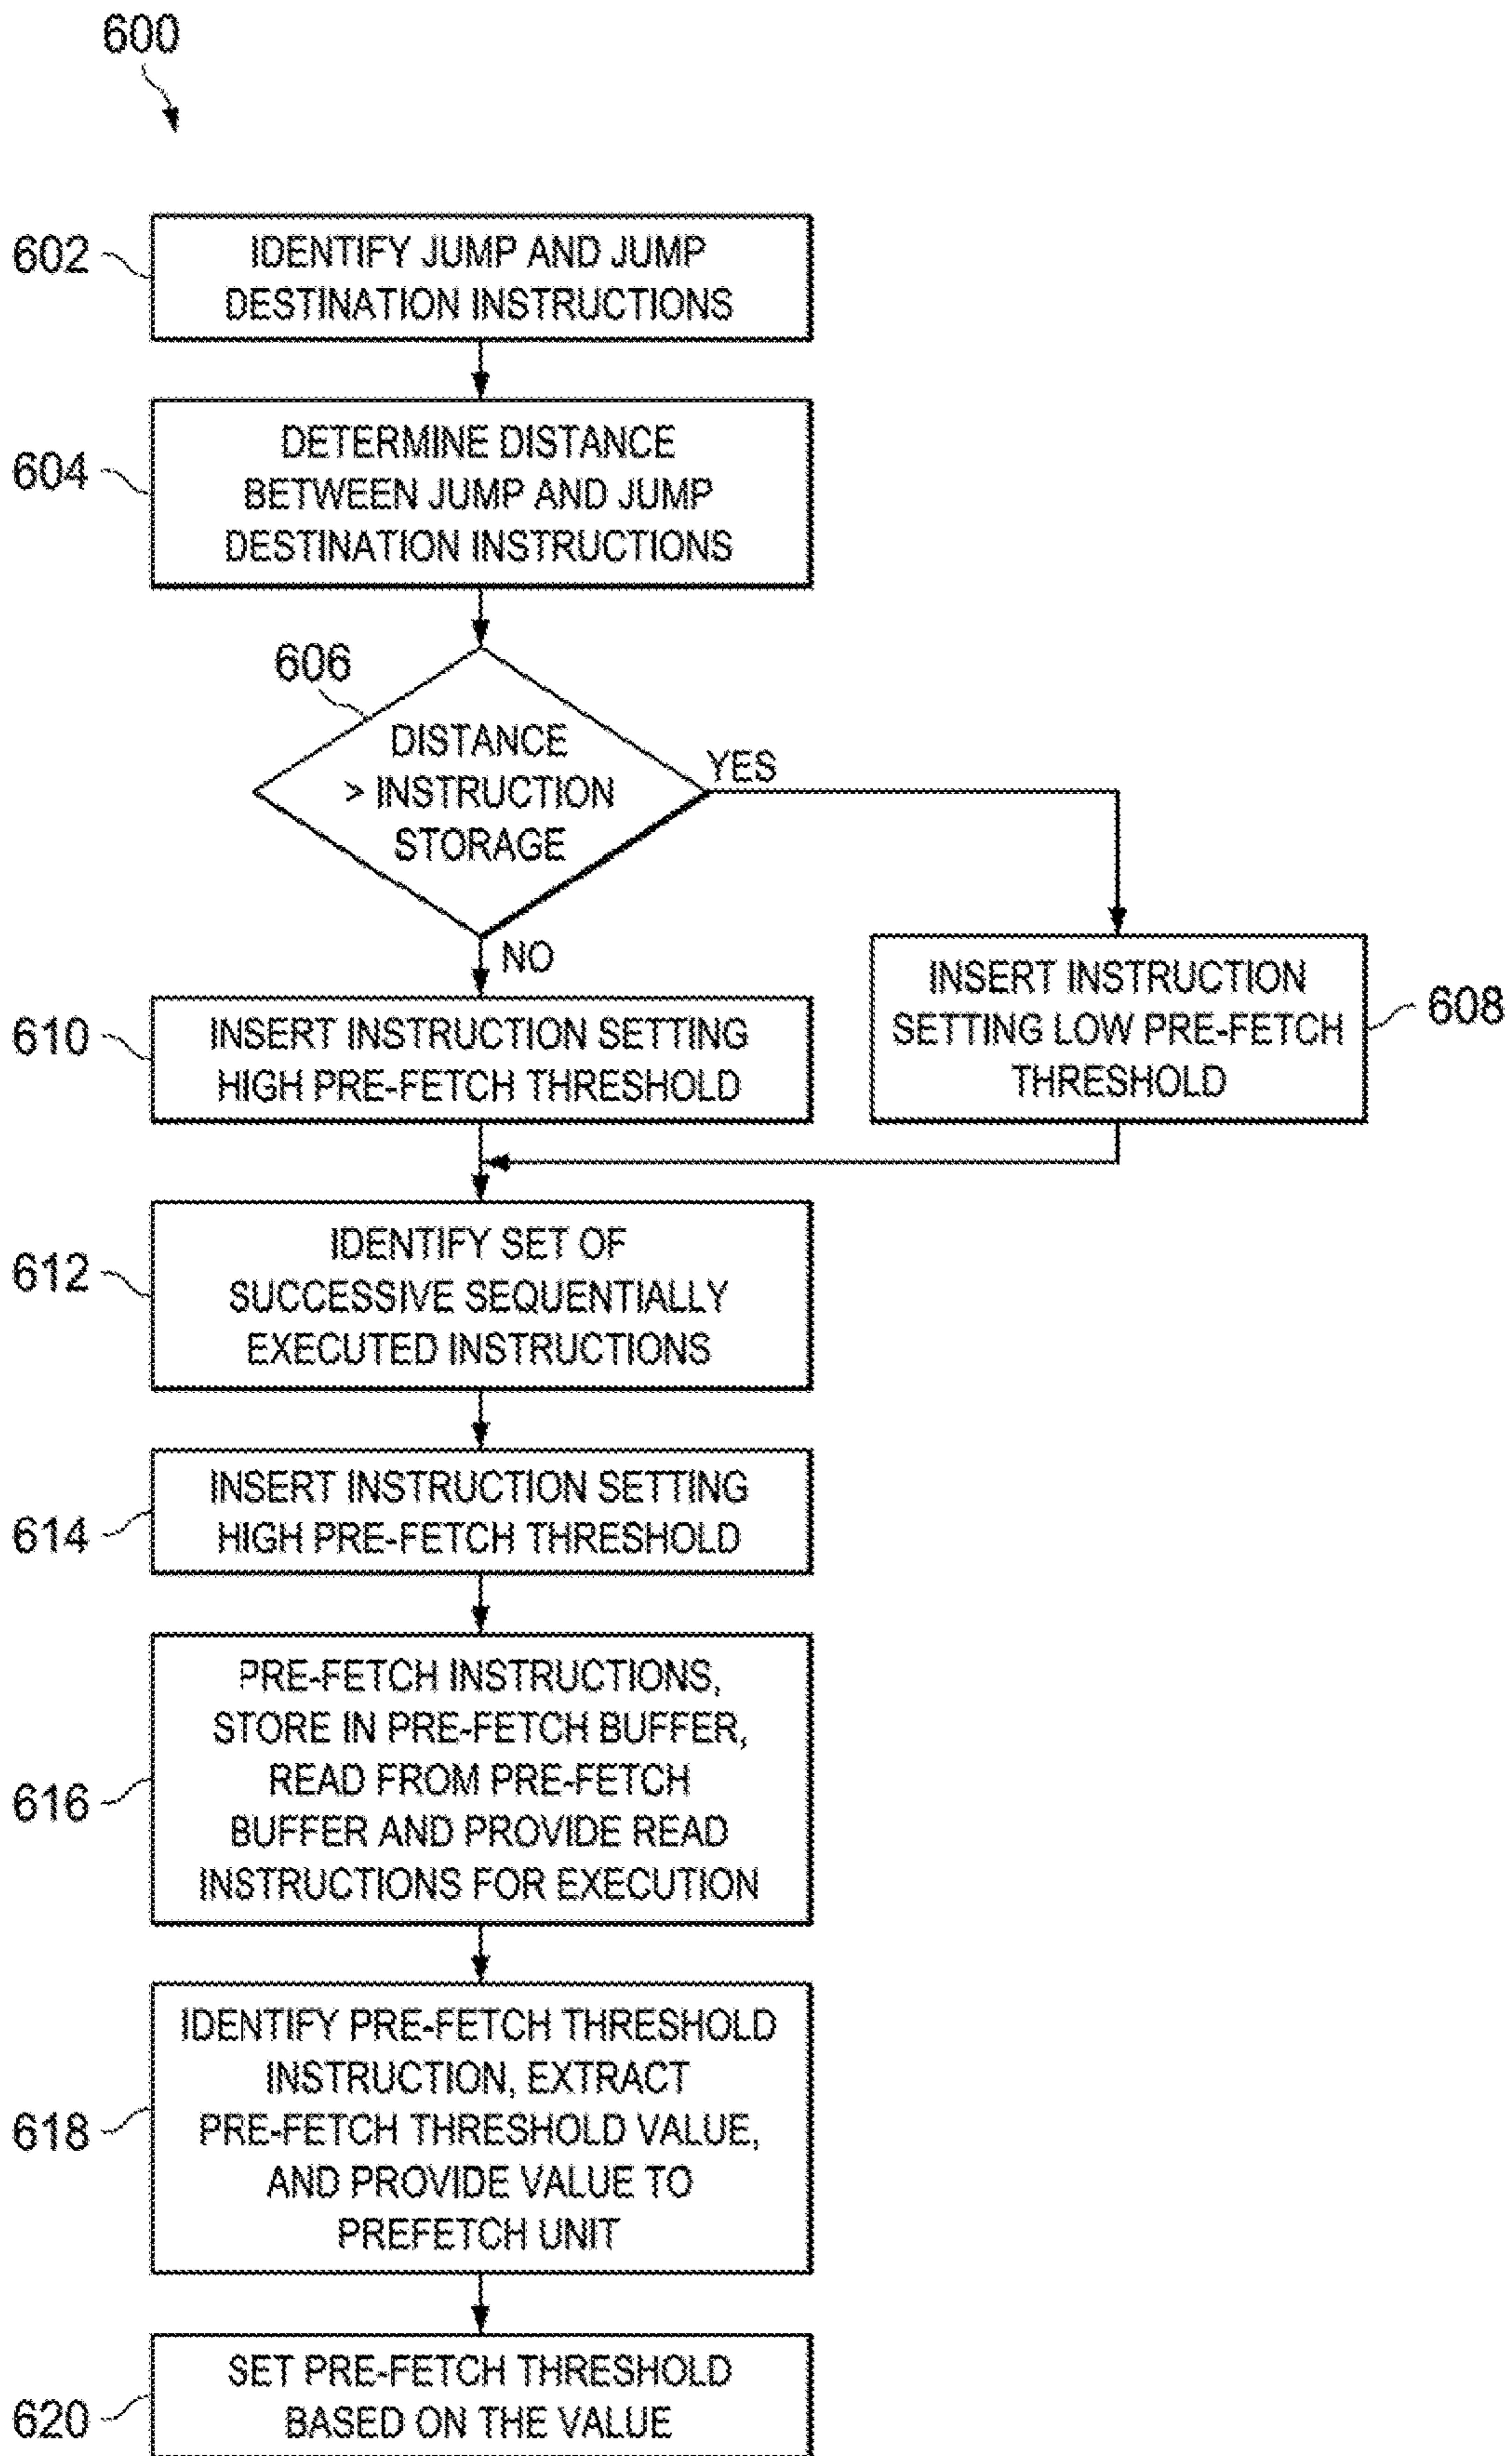 600
602
IDENTIFY JUMP AND JUMP
DESTINATION INSTRUCTIONS
604
DETERMINE DISTANCE
BETWEEN JUMP AND JUMP
DESTINATION INSTRUCTIONS
606
DISTANCE
> INSTRUCTION
STORAGE
YES
NO
610
INSERT INSTRUCTION SETTING
HIGH PRE-FETCH THRESHOLD
INSERT INSTRUCTION
SETTING LOW PRE-FETCH
THRESHOLD
608
612
IDENTIFY SET OF
SUCCESSIVE SEQUENTIALLY
EXECUTED INSTRUCTIONS
614
INSERT INSTRUCTION SETTING
HIGH PRE-FETCH THRESHOLD
616
PRE-FETCH INSTRUCTIONS,
STORE IN PRE-FETCH BUFFER,
READ FROM PRE-FETCH
BUFFER AND PROVIDE READ
INSTRUCTIONS FOR EXECUTION
618
IDENTIFY PRE-FETCH THRESHOLD
INSTRUCTION, EXTRACT
PRE-FETCH THRESHOLD VALUE,
AND PROVIDE VALUE TO
PREFETCH UNIT
620
SET PRE-FETCH THRESHOLD
BASED ON THE VALUE